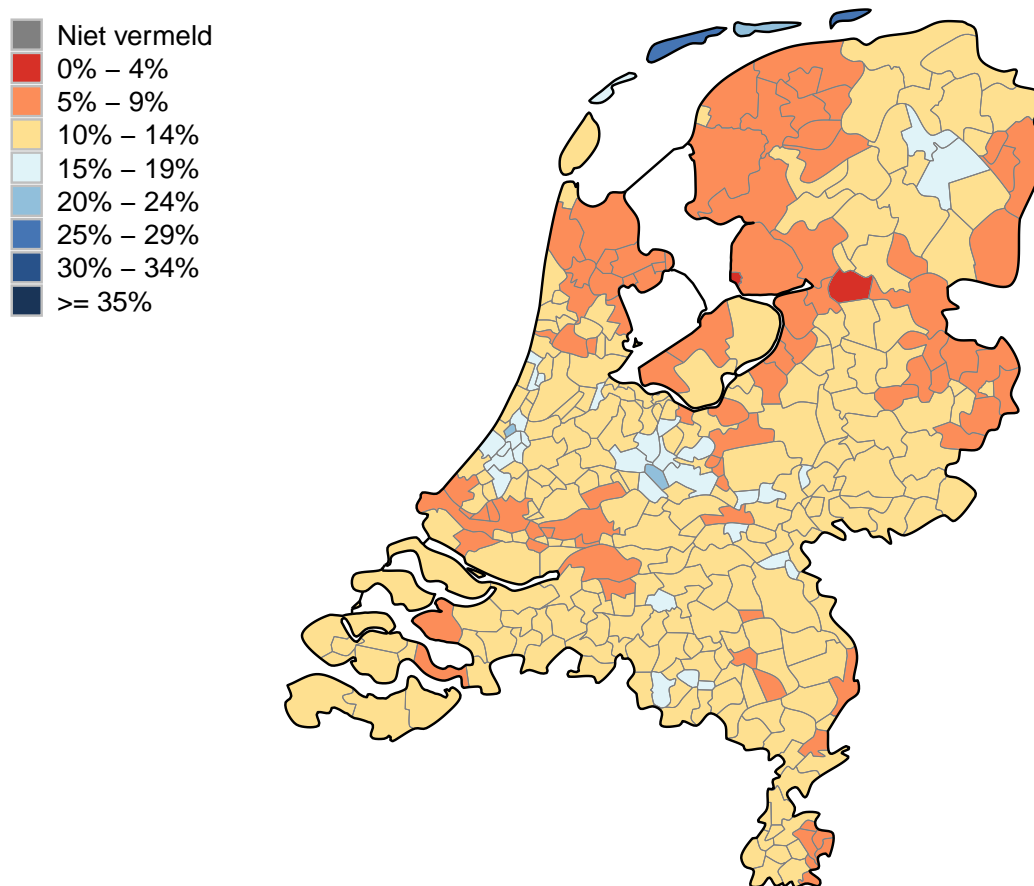 Niet vermeld
0% – 4%
5% – 9%
10% – 14%
15% – 19%
20% – 24%
25% – 29%
30% – 34%
>= 35%